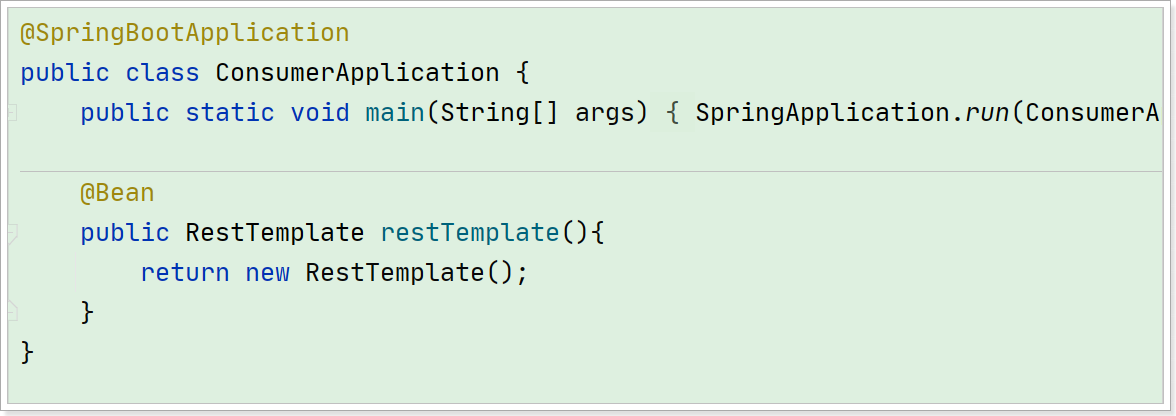 @SpringBootApplication
public class ConsumerApplication {
    public static void main(String[] args) { SpringApplication.run(ConsumerA
    @Bean
    public RestTemplate restTemplate(){
        return new RestTemplate();
    }
}